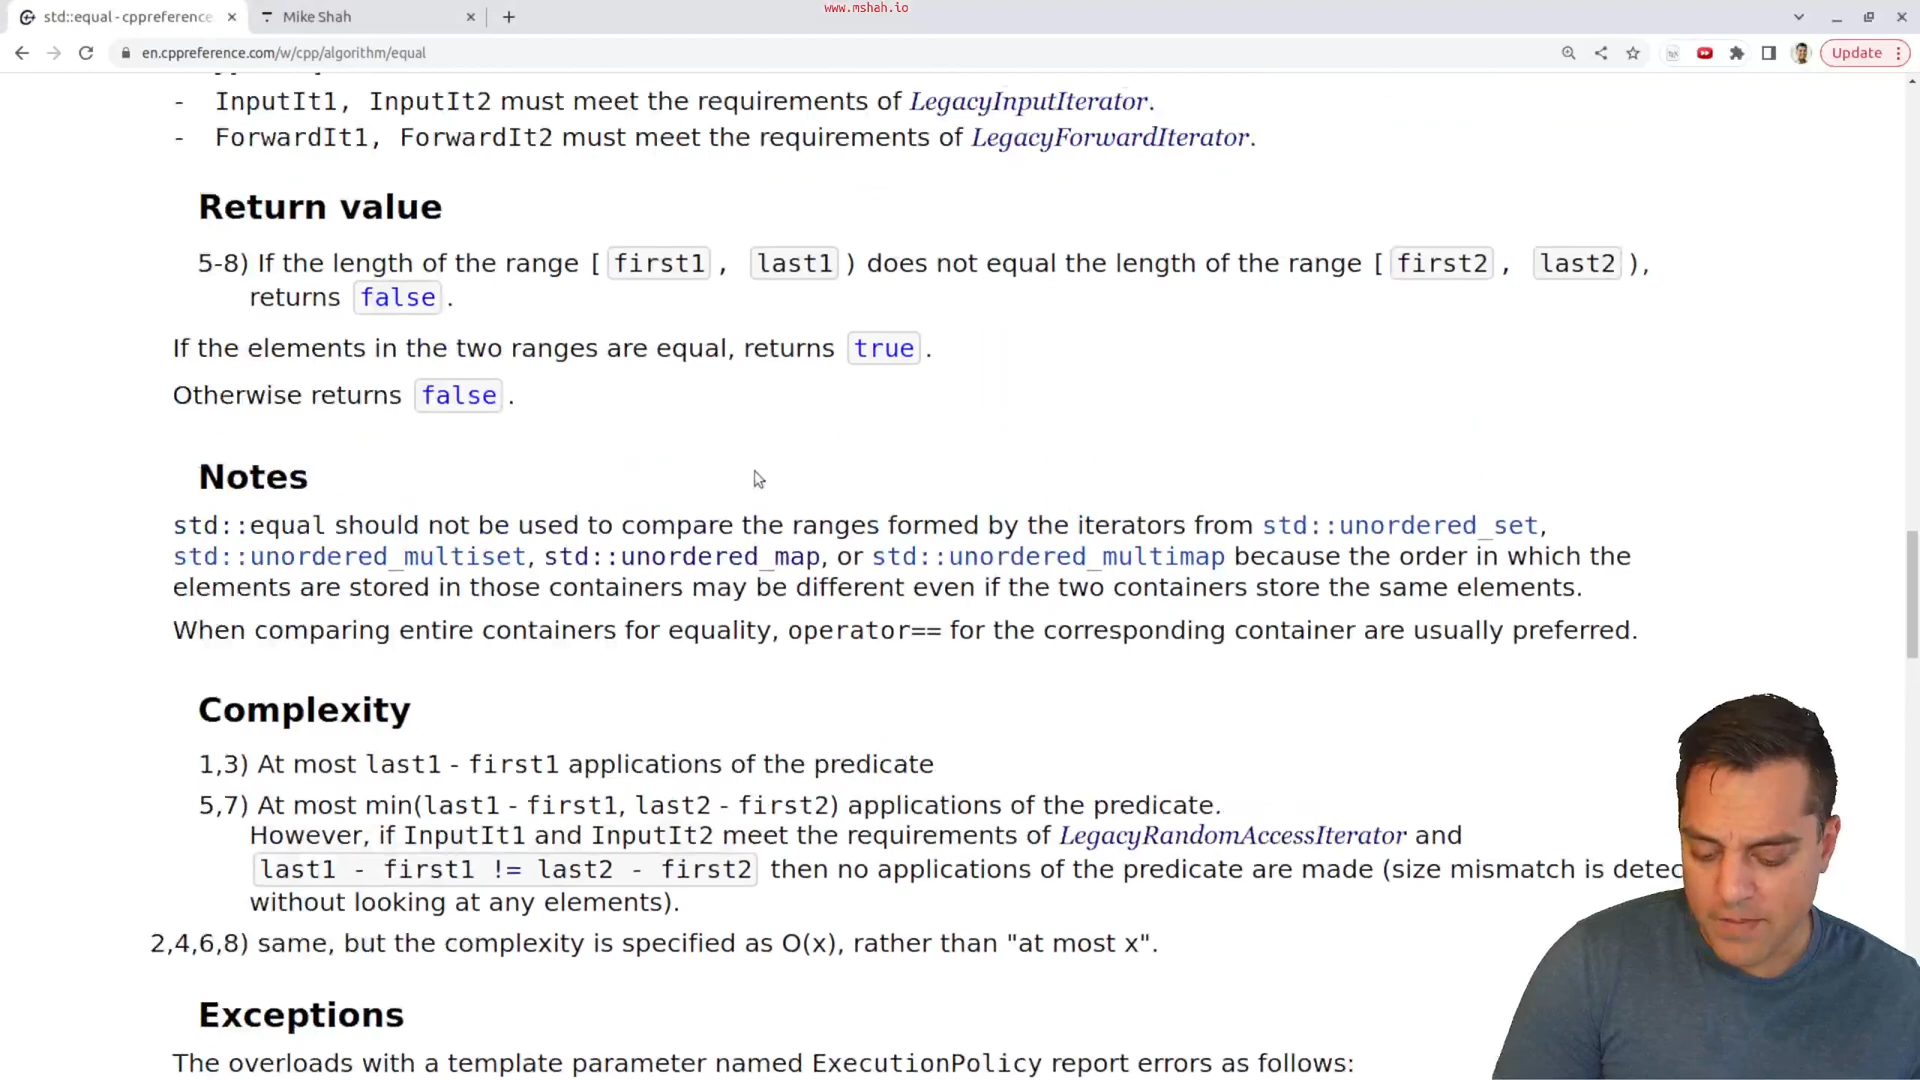 www.mshah.io
std::equal - cppreference.
Mike Shah
en.cppreference.com/w/cpp/algorithm/equal
Update
- InputIt1, InputIt2 must meet the requirements of LegacyInputIterator.
- ForwardIt1, ForwardIt2 must meet the requirements of LegacyForwardIterator.
Return value
5-8) If the length of the range [ first1 , last1 ) does not equal the length of the range [ first2 , last2 ),
returns false .
If the elements in the two ranges are equal, returns true .
Otherwise returns false .
Notes
std::equal should not be used to compare the ranges formed by the iterators from std::unordered_set,
std::unordered_multiset, std::unordered_map, or std::unordered_multimap because the order in which the
elements are stored in those containers may be different even if the two containers store the same elements.
When comparing entire containers for equality, operator== for the corresponding container are usually preferred.
Complexity
1,3) At most last1 - first1 applications of the predicate
5,7) At most min(last1 - first1, last2 - first2) applications of the predicate.
However, if InputIt1 and InputIt2 meet the requirements of LegacyRandomAccessIterator and
last1 - first1 != last2 - first2 then no applications of the predicate are made (size mismatch is detec
without looking at any elements).
2,4,6,8) same, but the complexity is specified as O(x), rather than "at most x".
Exceptions
The overloads with a template parameter named ExecutionPolicy report errors as follows: